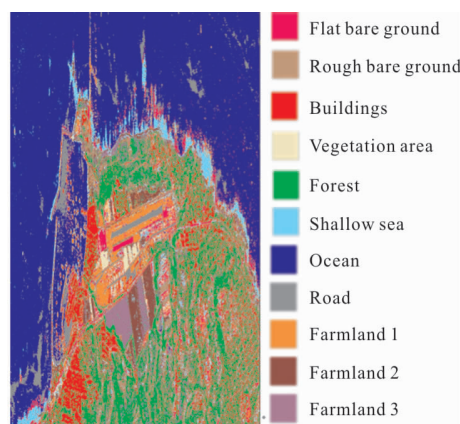 Flat bare ground
Rough bare ground
Buildings
Vegetation area
Forest
Shallow sea
Ocean
Road
Farmland 1
Farmland 2
Farmland 3